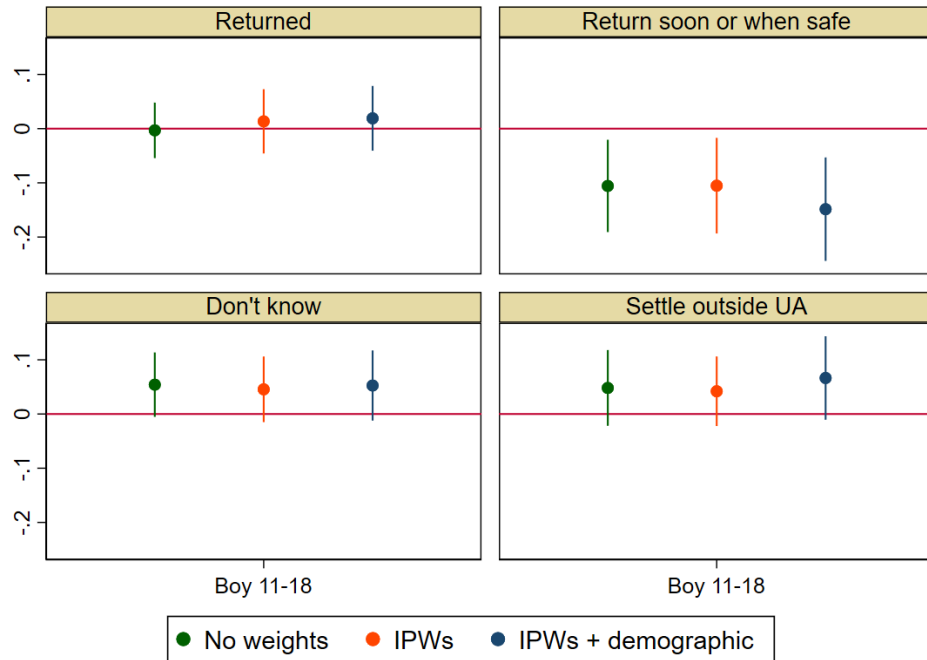 Returned
Return soon or when safe
.1
0
-.1
-.2
Don't know
Settle outside UA
.1
0
-.1
-.2
Boy 11-18
Boy 11-18
No weights
IPWs
IPWs + demographic